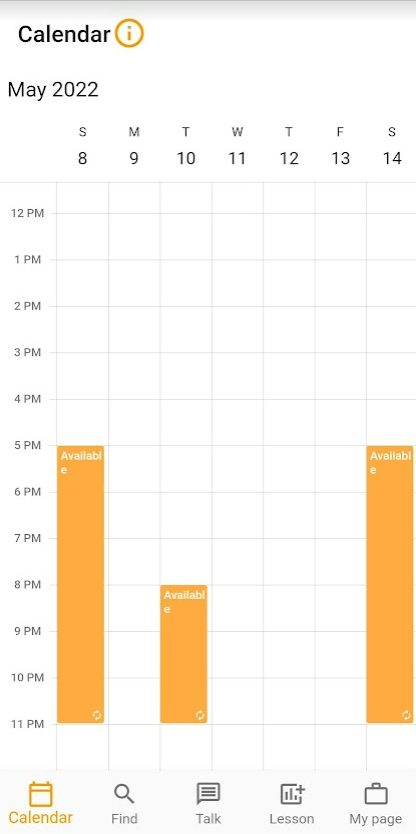 Calendar
May 2022
S M T W T F S
8 9 10 11 12 13 14
12 PM
1 PM
2 PM
3 PM
4 PM
5 PM
Availabl
e
Availabl
e
6 PM
7 PM
8 PM
Availabl
e
9 PM
10 PM
11 PM
Calendar Find Talk Lesson My page